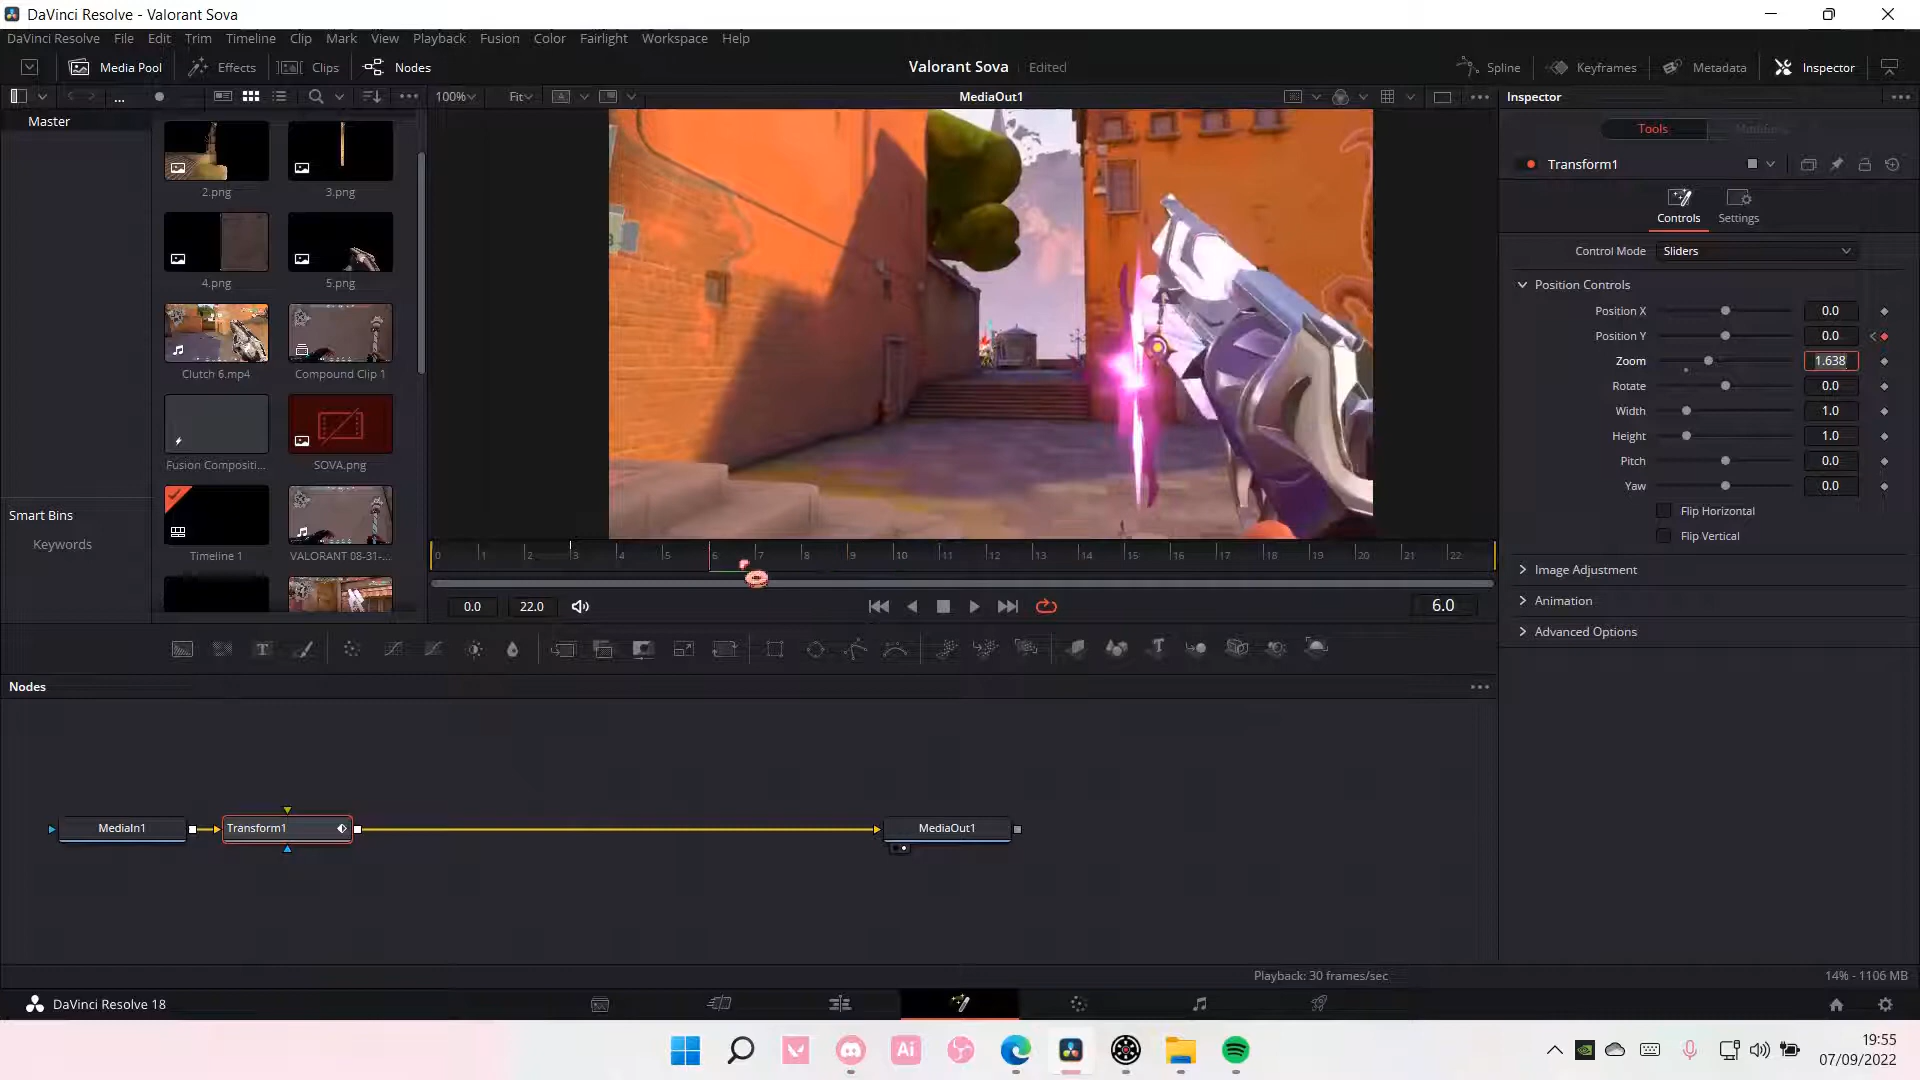 DaVinci Resolve - Valorant Sova
DaVinci Resolve File Edit Trim Timeline Clip Mark View Playback Fusion Color Fairlight Workspace Help
Media Pool Effects Clips Nodes Valorant Sova Edited Spline Keyframes Metadata Inspector
... 100% Fit MediaOut1 Inspector
Master
Tools Modifiers
2.png 3.png
Transform1
4.png 5.png
Controls Settings
Control Mode Sliders
Clutch 6.mp4 Compound Clip 1
Position Controls
Position X 0.0
Position Y 0.0
Zoom 1.638
Rotate 0.0
Width 1.0
Height 1.0
Pitch 0.0
Yaw 0.0
Flip Horizontal
Flip Vertical
Fusion Compositi... SOVA.png
Smart Bins
Keywords
Timeline 1 VALORANT 08-31-...
Image Adjustment
Animation
Advanced Options
0 1 2 3 4 5 6 7 8 9 10 11 12 13 14 15 16 17 18 19 20 21 22
0.0 22.0 6.0
Nodes
MediaIn1 Transform1 MediaOut1
Playback: 30 frames/sec 14% - 1106 MB
DaVinci Resolve 18
Ai
19:55
07/09/2022